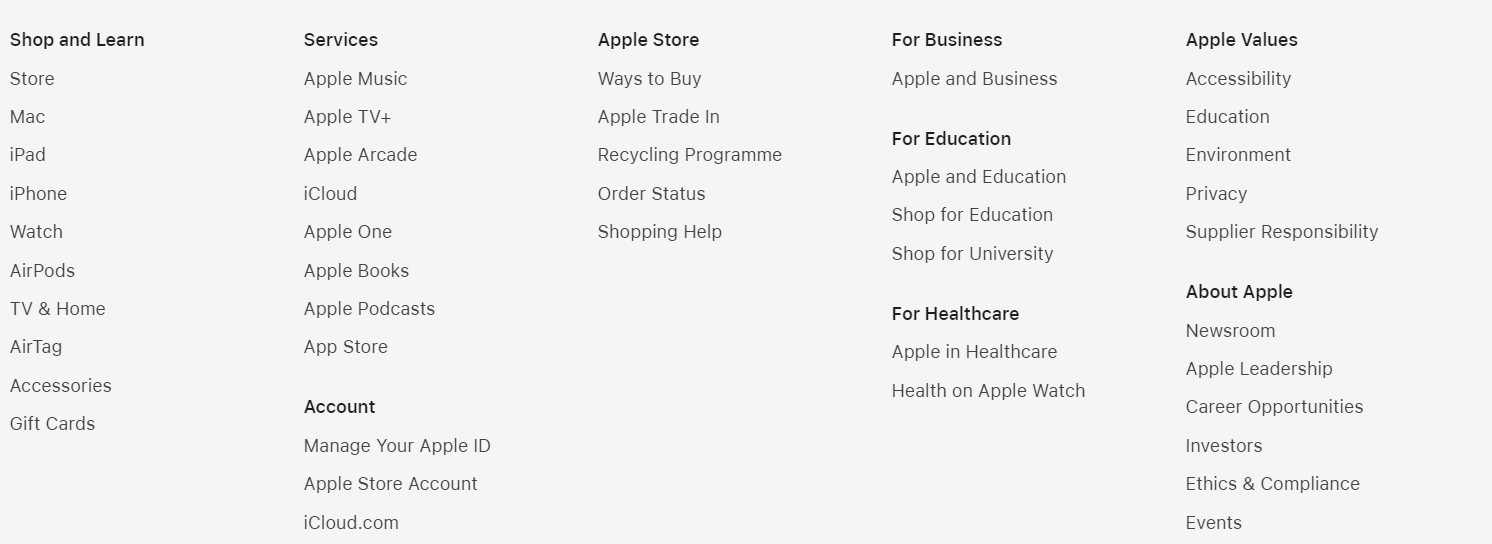 Shop and Learn
Store
Mac
iPad
iPhone
Watch
AirPods
TV & Home
AirTag
Accessories
Gift Cards
Services
Apple Music
Apple TV+
Apple Arcade
iCloud
Apple One
Apple Books
Apple Podcasts
App Store
Account
Manage Your Apple ID
Apple Store Account
iCloud.com
Apple Store
Ways to Buy
Apple Trade In
Recycling Programme
Order Status
Shopping Help
For Business
Apple and Business
For Education
Apple and Education
Shop for Education
Shop for University
For Healthcare
Apple in Healthcare
Health on Apple Watch
Apple Values
Accessibility
Education
Environment
Privacy
Supplier Responsibility
About Apple
Newsroom
Apple Leadership
Career Opportunities
Investors
Ethics & Compliance
Events